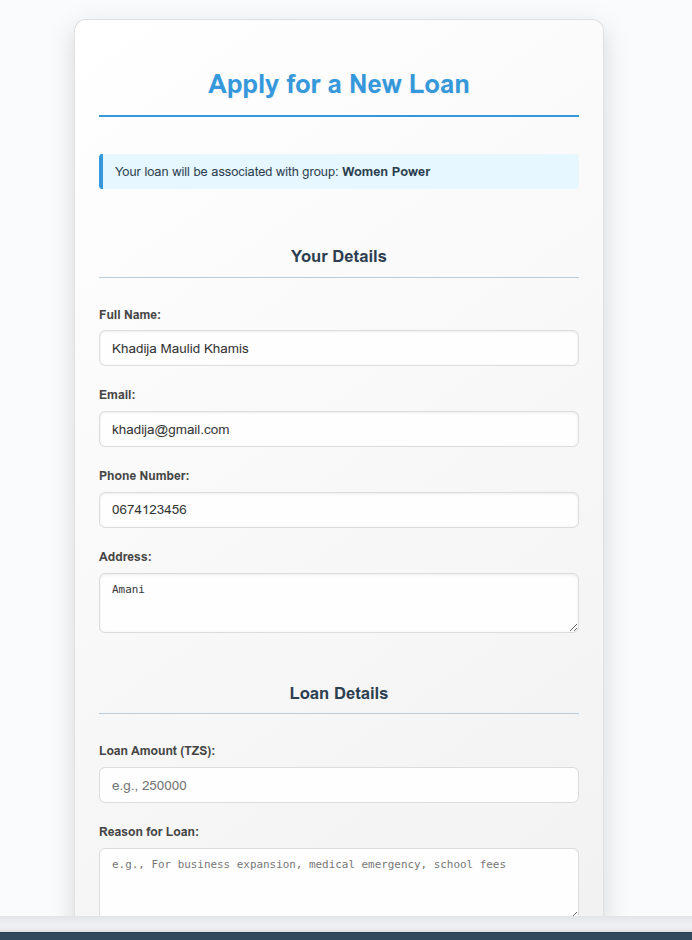 Apply for a New Loan
Your loan will be associated with group: Women Power
Your Details
Full Name:
Khadija Maulid Khamis
Email:
khadija@gmail.com
Phone Number:
0674123456
Address:
Amani
Loan Details
Loan Amount (TZS):
e.g., 250000
Reason for Loan:
e.g., For business expansion, medical emergency, school fees